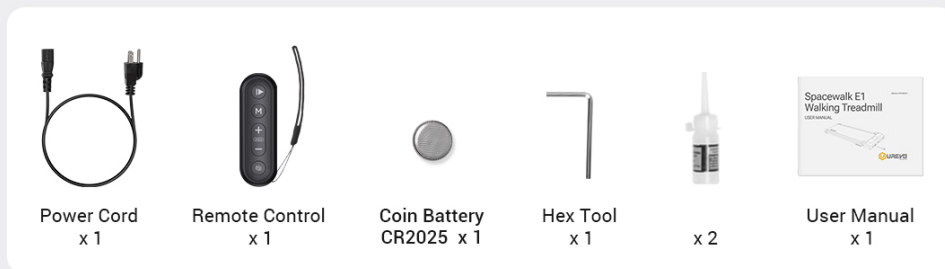 M
Spacewalk E1
Walking Treadmill
USER MANUAL
UREVO
Power Cord
x 1
Remote Control
x 1
Coin Battery
CR2025 x 1
Hex Tool
x 1
x 2
User Manual
x 1